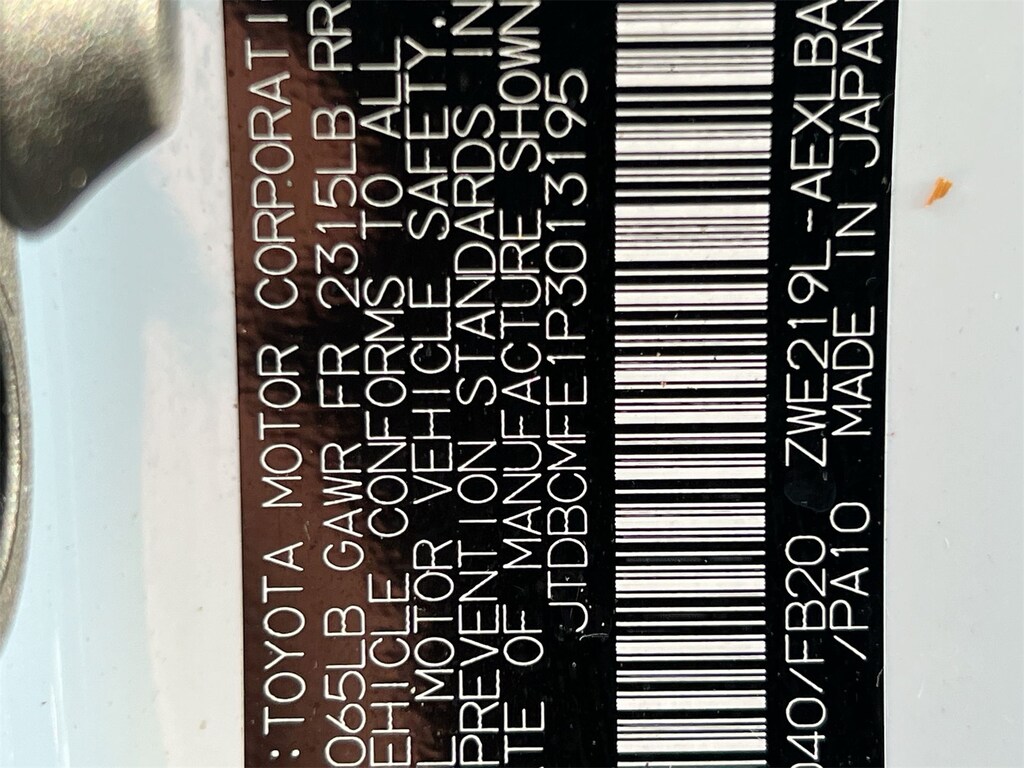 :TOYOTA MOTOR CORPORATI
065LB GAWR FR 2315LB RR
EHICLE CONFORMS TO ALL
L MOTOR VEHICLE SAFETY,
PREVENTION STANDARDS IN
TE OF MANUFACTURE SHOWN
JTDBCMFE1P3013195
040/FB20 ZWE219L-AEXLBA
/PA10 MADE IN JAPAN